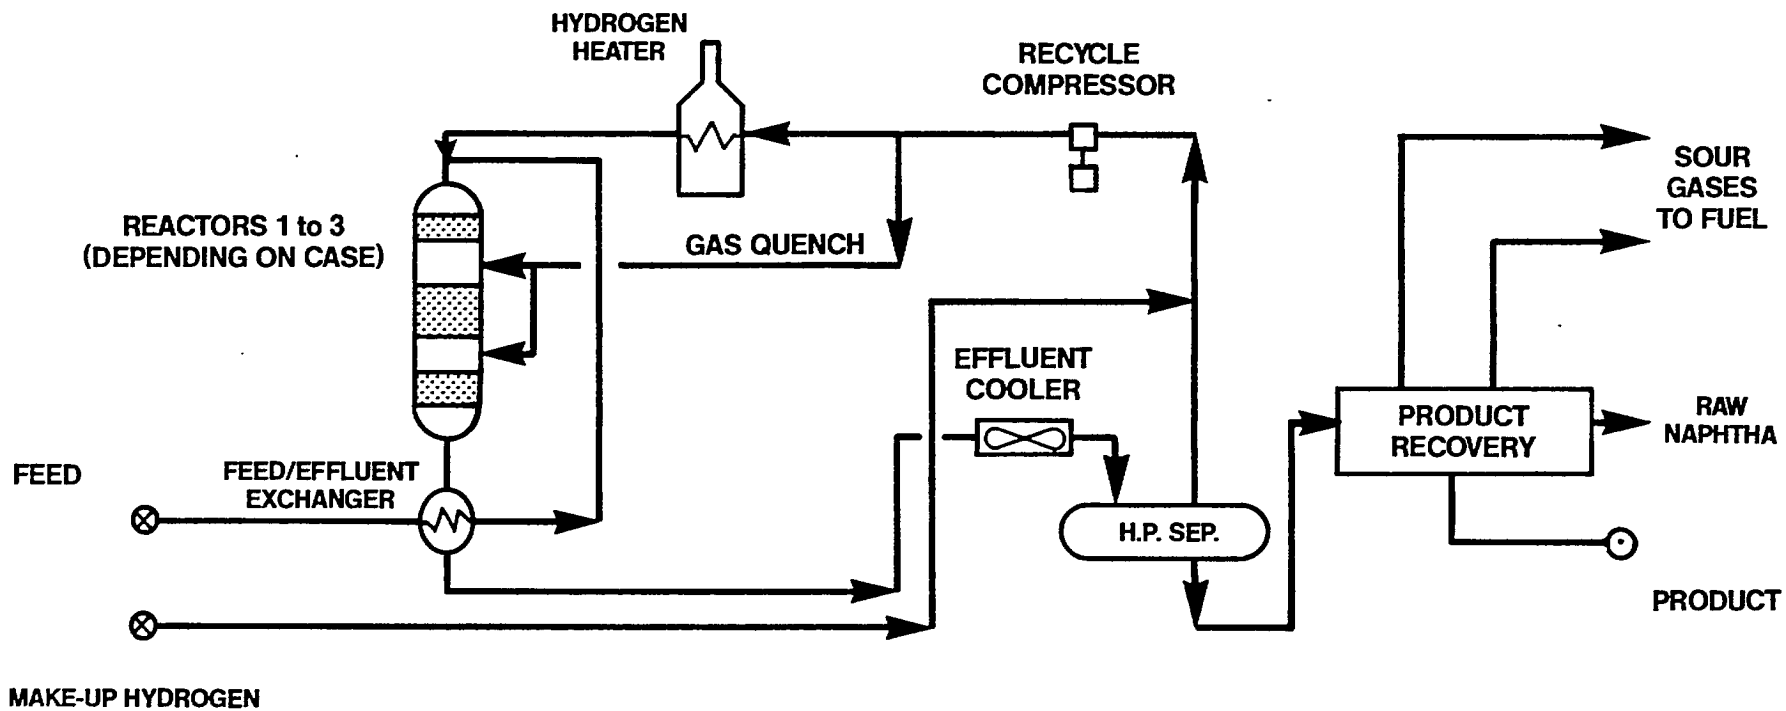 HYDROGEN
HEATER
RECYCLE
COMPRESSOR
SOUR
GASES
TO FUEL
REACTORS 1 to 3
(DEPENDING ON CASE)
GAS QUENCH
EFFLUENT
COOLER
PRODUCT
RECOVERY
RAW
NAPHTHA
FEED
FEED/EFFLUENT
EXCHANGER
H.P. SEP.
PRODUCT
MAKE-UP HYDROGEN